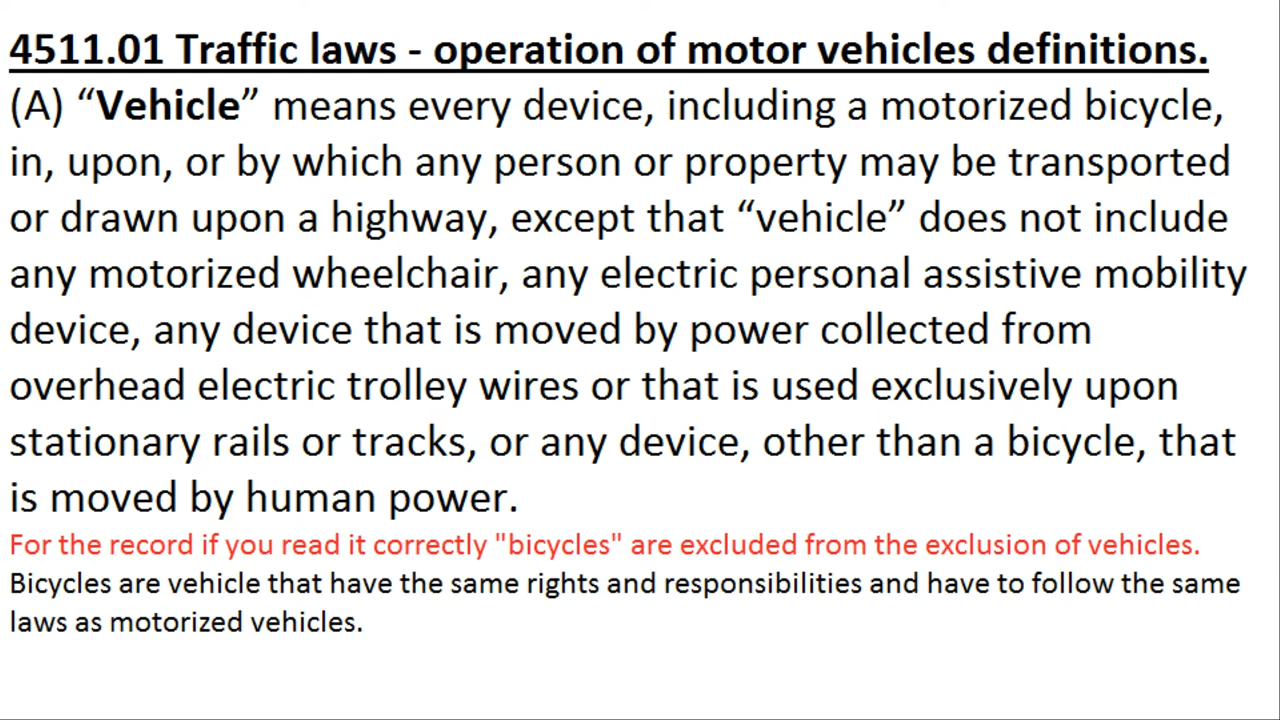 4511.01 Traffic laws - operation of motor vehicles definitions.
(A) “Vehicle” means every device, including a motorized bicycle,
in, upon, or by which any person or property may be transported
or drawn upon a highway, except that “vehicle” does not include
any motorized wheelchair, any electric personal assistive mobility
device, any device that is moved by power collected from
overhead electric trolley wires or that is used exclusively upon
stationary rails or tracks, or any device, other than a bicycle, that
is moved by human power.
For the record if you read it correctly "bicycles" are excluded from the exclusion of vehicles.
Bicycles are vehicle that have the same rights and responsibilities and have to follow the same
laws as motorized vehicles.